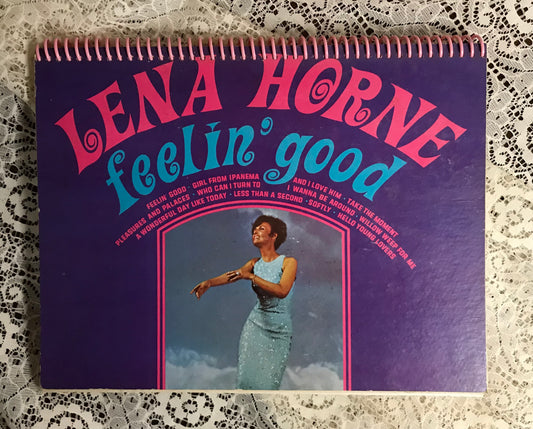 LENA HORNE
feelin' good
FEELIN GOOD · GIRL FROM IPANEMA AND I LOVE HIM · TAKE THE MOMENT
PLEASURES AND PALACES · WHO CAN I TURN TO I WANNA BE AROUND · WILLOW WEEP FOR ME
A WONDERFUL DAY LIKE TODAY · LESS THAN A SECOND · SOFTLY · HELLO YOUNG LOVERS